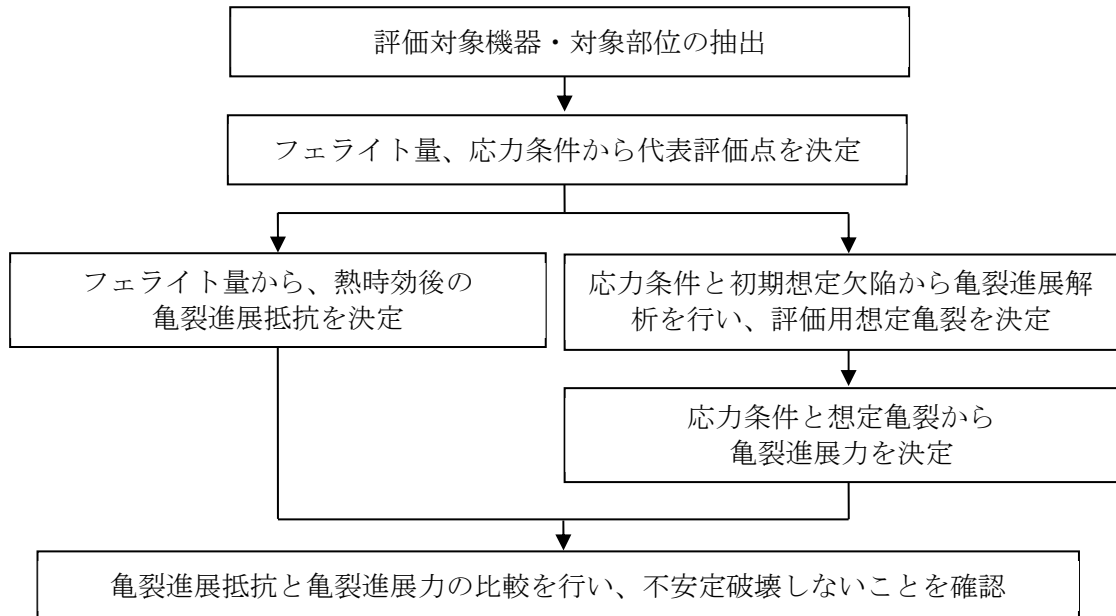 評価対象機器・対象部位の抽出
フェライト量、応力条件から代表評価点を決定
フェライト量から、熱時効後の
亀裂進展抵抗を決定
応力条件と初期想定欠陥から亀裂進展解
析を行い、評価用想定亀裂を決定
応力条件と想定亀裂から
亀裂進展力を決定
亀裂進展抵抗と亀裂進展力の比較を行い、不安定破壊しないことを確認